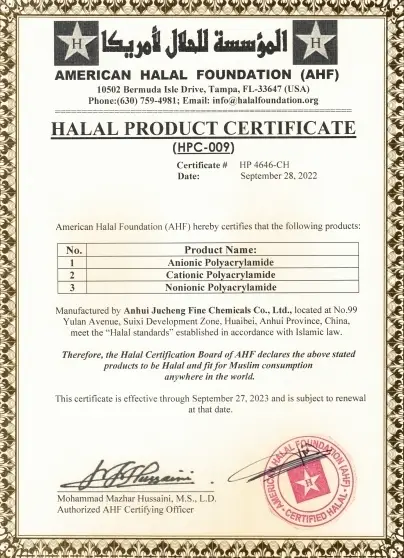 المؤسسة للحلال لأمريكا
H
H
AMERICAN HALAL FOUNDATION (AHF)
10502 Bermuda Isle Drive, Tampa, FL-33647 (USA)
Phone:(630) 759-4981; Email: info@halalfoundation.org
HALAL PRODUCT CERTIFICATE
(HPC-009)
Certificate # HP 4646-CH
Date: September 28, 2022
American Halal Foundation (AHF) hereby certifies that the following products:
No. Product Name:
1 Anionic Polyacrylamide
2 Cationic Polyacrylamide
3 Nonionic Polyacrylamide
Manufactured by Anhui Jucheng Fine Chemicals Co., Ltd., located at No.99
Yulan Avenue, Suixi Development Zone, Huaibei, Anhui Province, China,
meet the "Halal standards" established in accordance with Islamic law.
Therefore, the Halal Certification Board of AHF declares the above stated
products to be Halal and fit for Muslim consumption
anywhere in the world.
This certificate is effective through September 27, 2023 and is subject to renewal
at that date.
Mohammad Mazhar Hussaini, M.S., L.D.
Authorized AHF Certifying Officer
AMERICAN HALAL FOUNDATION (AHF)
H
CERTIFIED HALAL